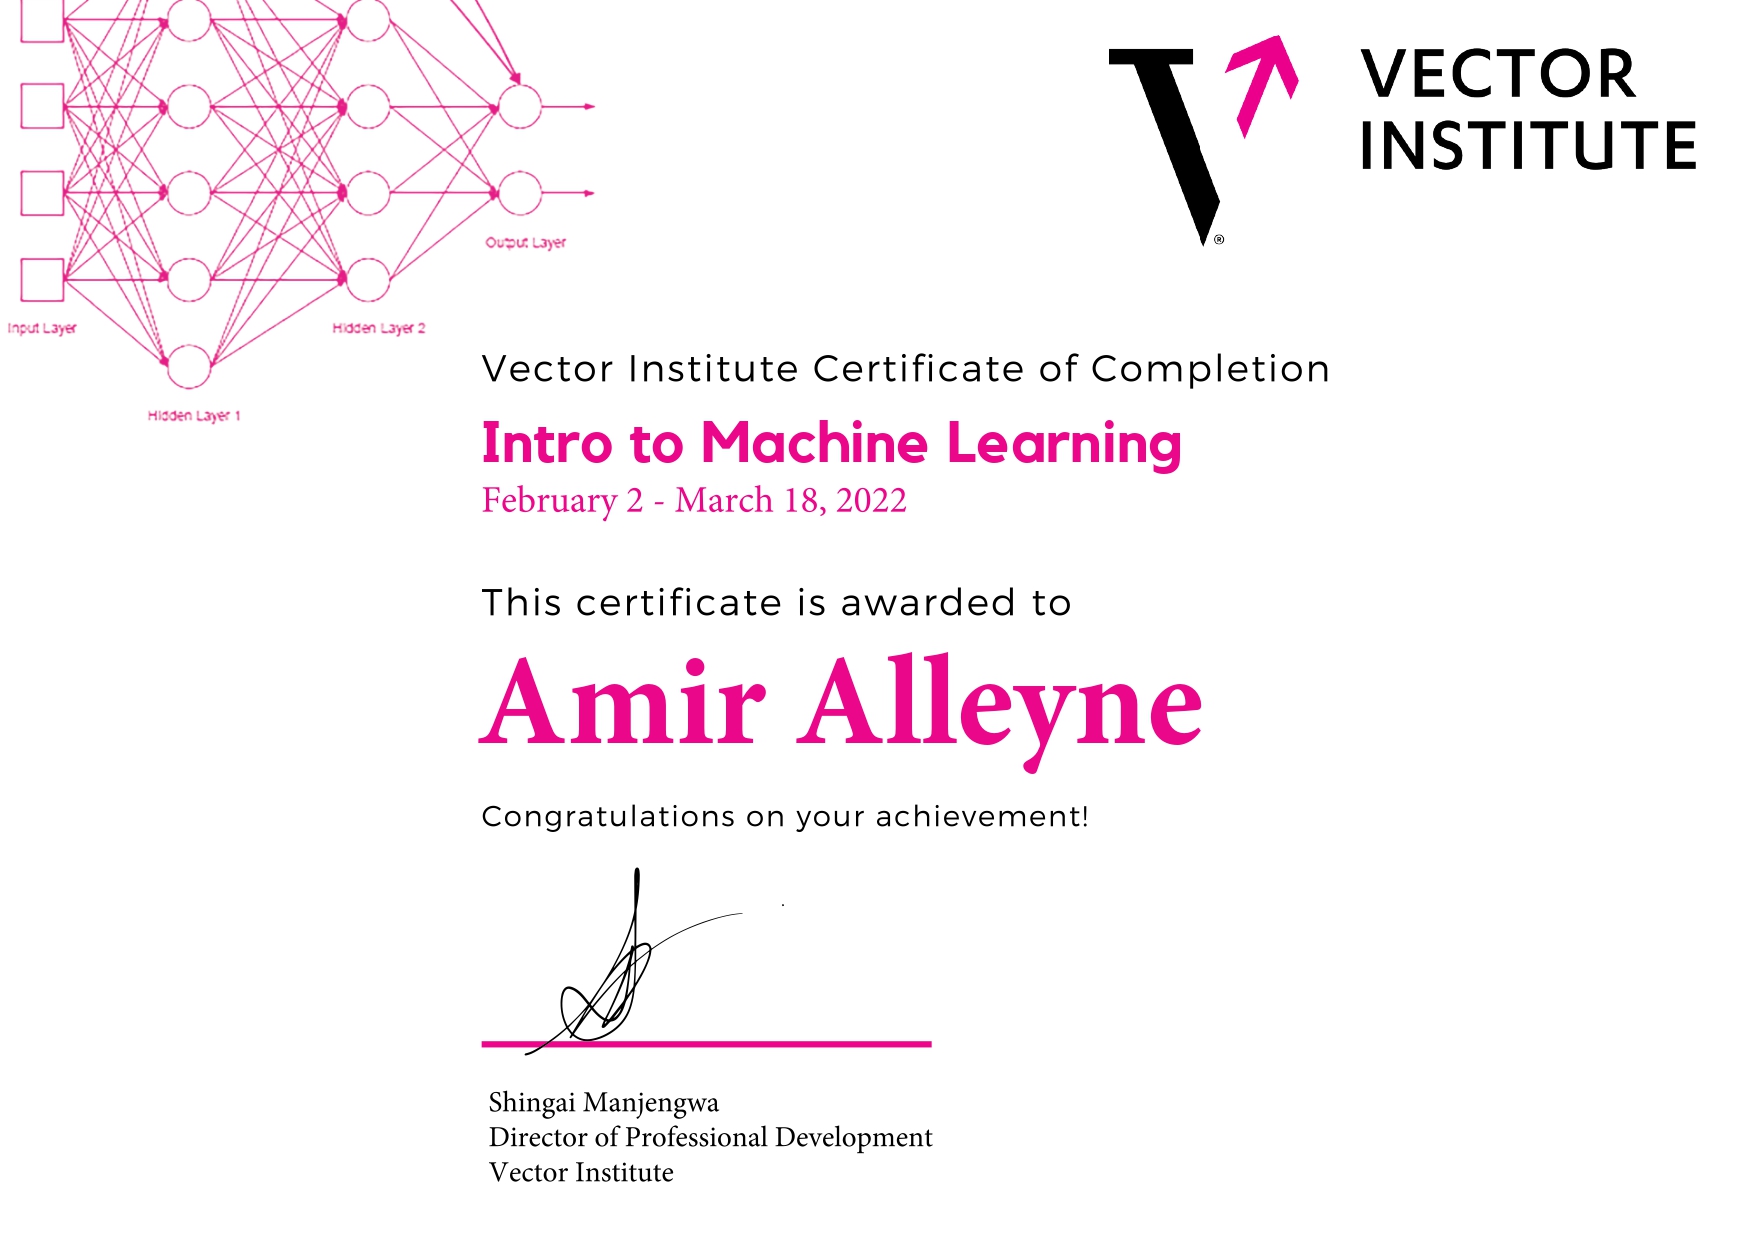 VECTOR
INSTITUTE
®
Output Layer
Input Layer
Hidden Layer 2
Hidden Layer 1
Vector Institute Certificate of Completion
Intro to Machine Learning
February 2 - March 18, 2022
This certificate is awarded to
Amir Alleyne
Congratulations on your achievement!
Shingai Manjengwa
Director of Professional Development
Vector Institute